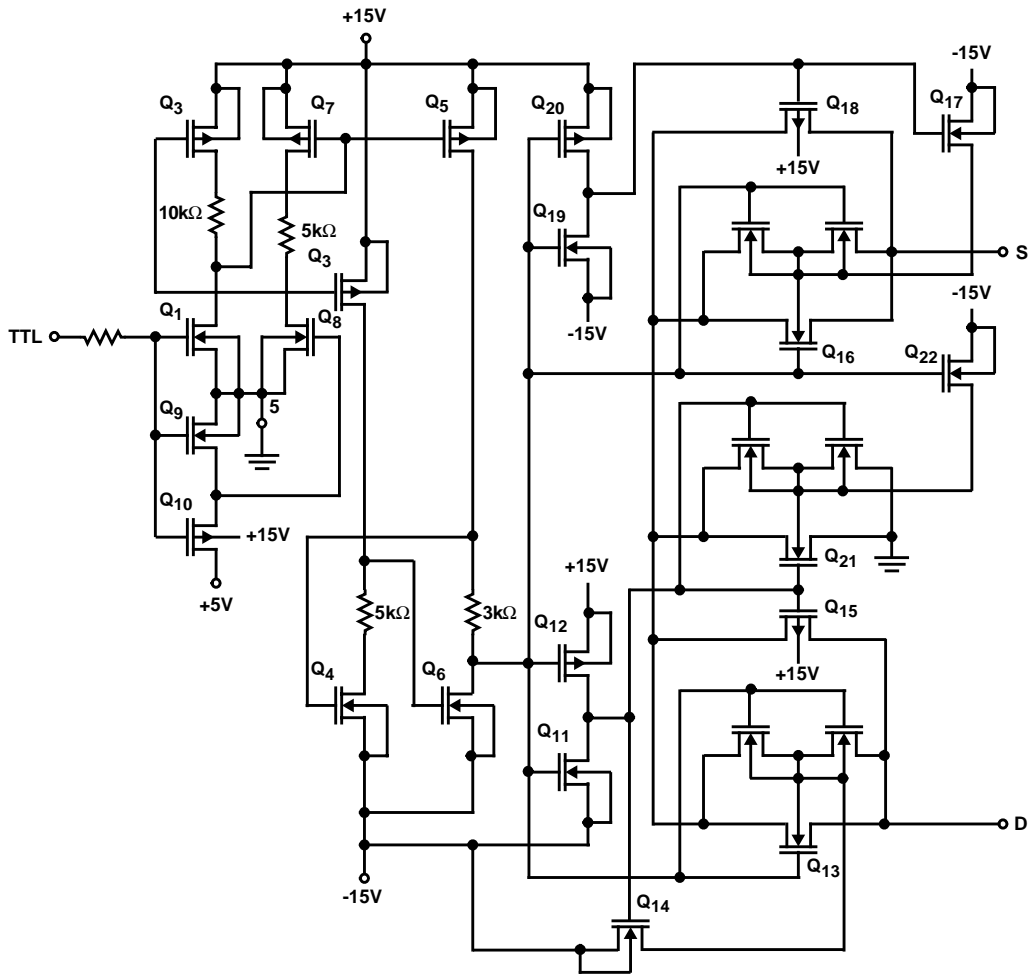 +15V
-15V
Q3
Q7
Q5
Q20
Q18
Q17
+15V
10kΩ
5kΩ
Q19
Q3
S
-15V
-15V
Q1
Q8
TTL
Q16
Q22
5
Q9
Q10
+15V
Q21
+5V
+15V
Q15
5kΩ
3kΩ
Q12
+15V
Q4
Q6
Q11
D
Q13
-15V
Q14